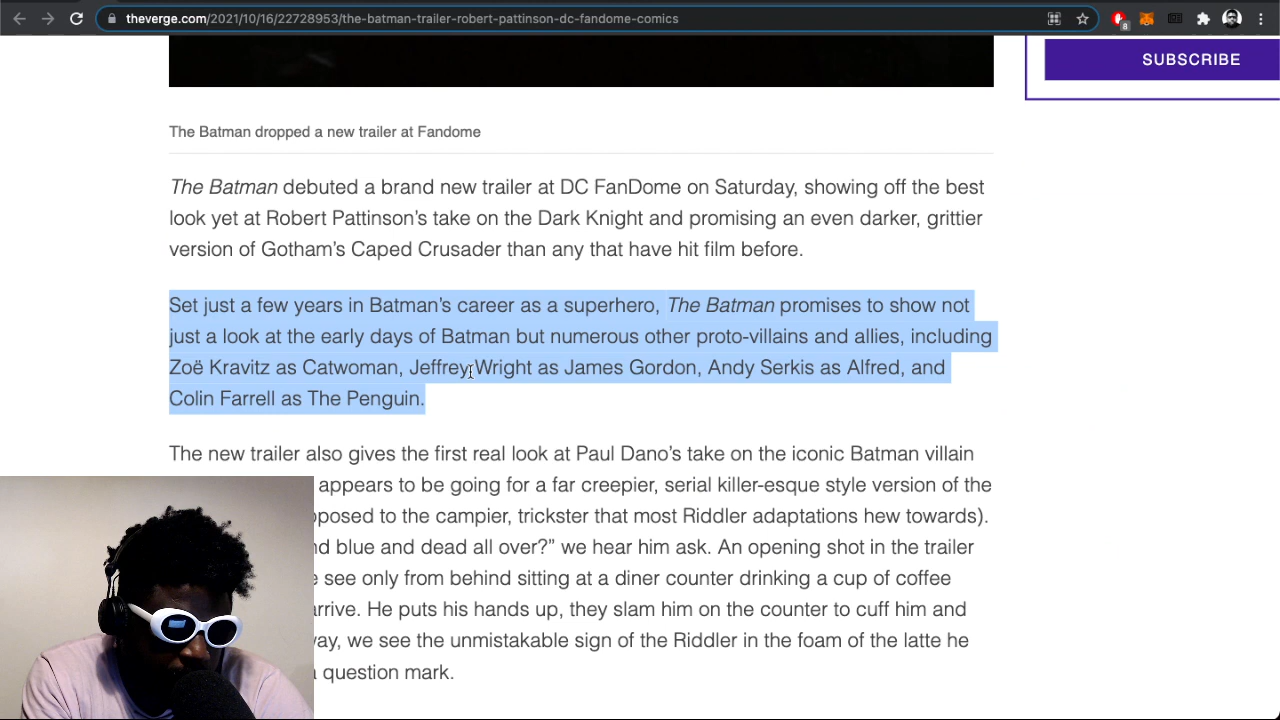 theverge.com/2021/10/16/22728953/the-batman-trailer-robert-pattinson-dc-fandome-comics
8
SUBSCRIBE
The Batman dropped a new trailer at Fandome
The Batman debuted a brand new trailer at DC FanDome on Saturday, showing off the best
look yet at Robert Pattinson’s take on the Dark Knight and promising an even darker, grittier
version of Gotham’s Caped Crusader than any that have hit film before.
Set just a few years in Batman’s career as a superhero, The Batman promises to show not
just a look at the early days of Batman but numerous other proto-villains and allies, including
Zoë Kravitz as Catwoman, Jeffrey Wright as James Gordon, Andy Serkis as Alfred, and
Colin Farrell as The Penguin.
The new trailer also gives the first real look at Paul Dano’s take on the iconic Batman villain
appears to be going for a far creepier, serial killer-esque style version of the
pposed to the campier, trickster that most Riddler adaptations hew towards).
nd blue and dead all over?” we hear him ask. An opening shot in the trailer
see only from behind sitting at a diner counter drinking a cup of coffee
arrive. He puts his hands up, they slam him on the counter to cuff him and
way, we see the unmistakable sign of the Riddler in the foam of the latte he
a question mark.